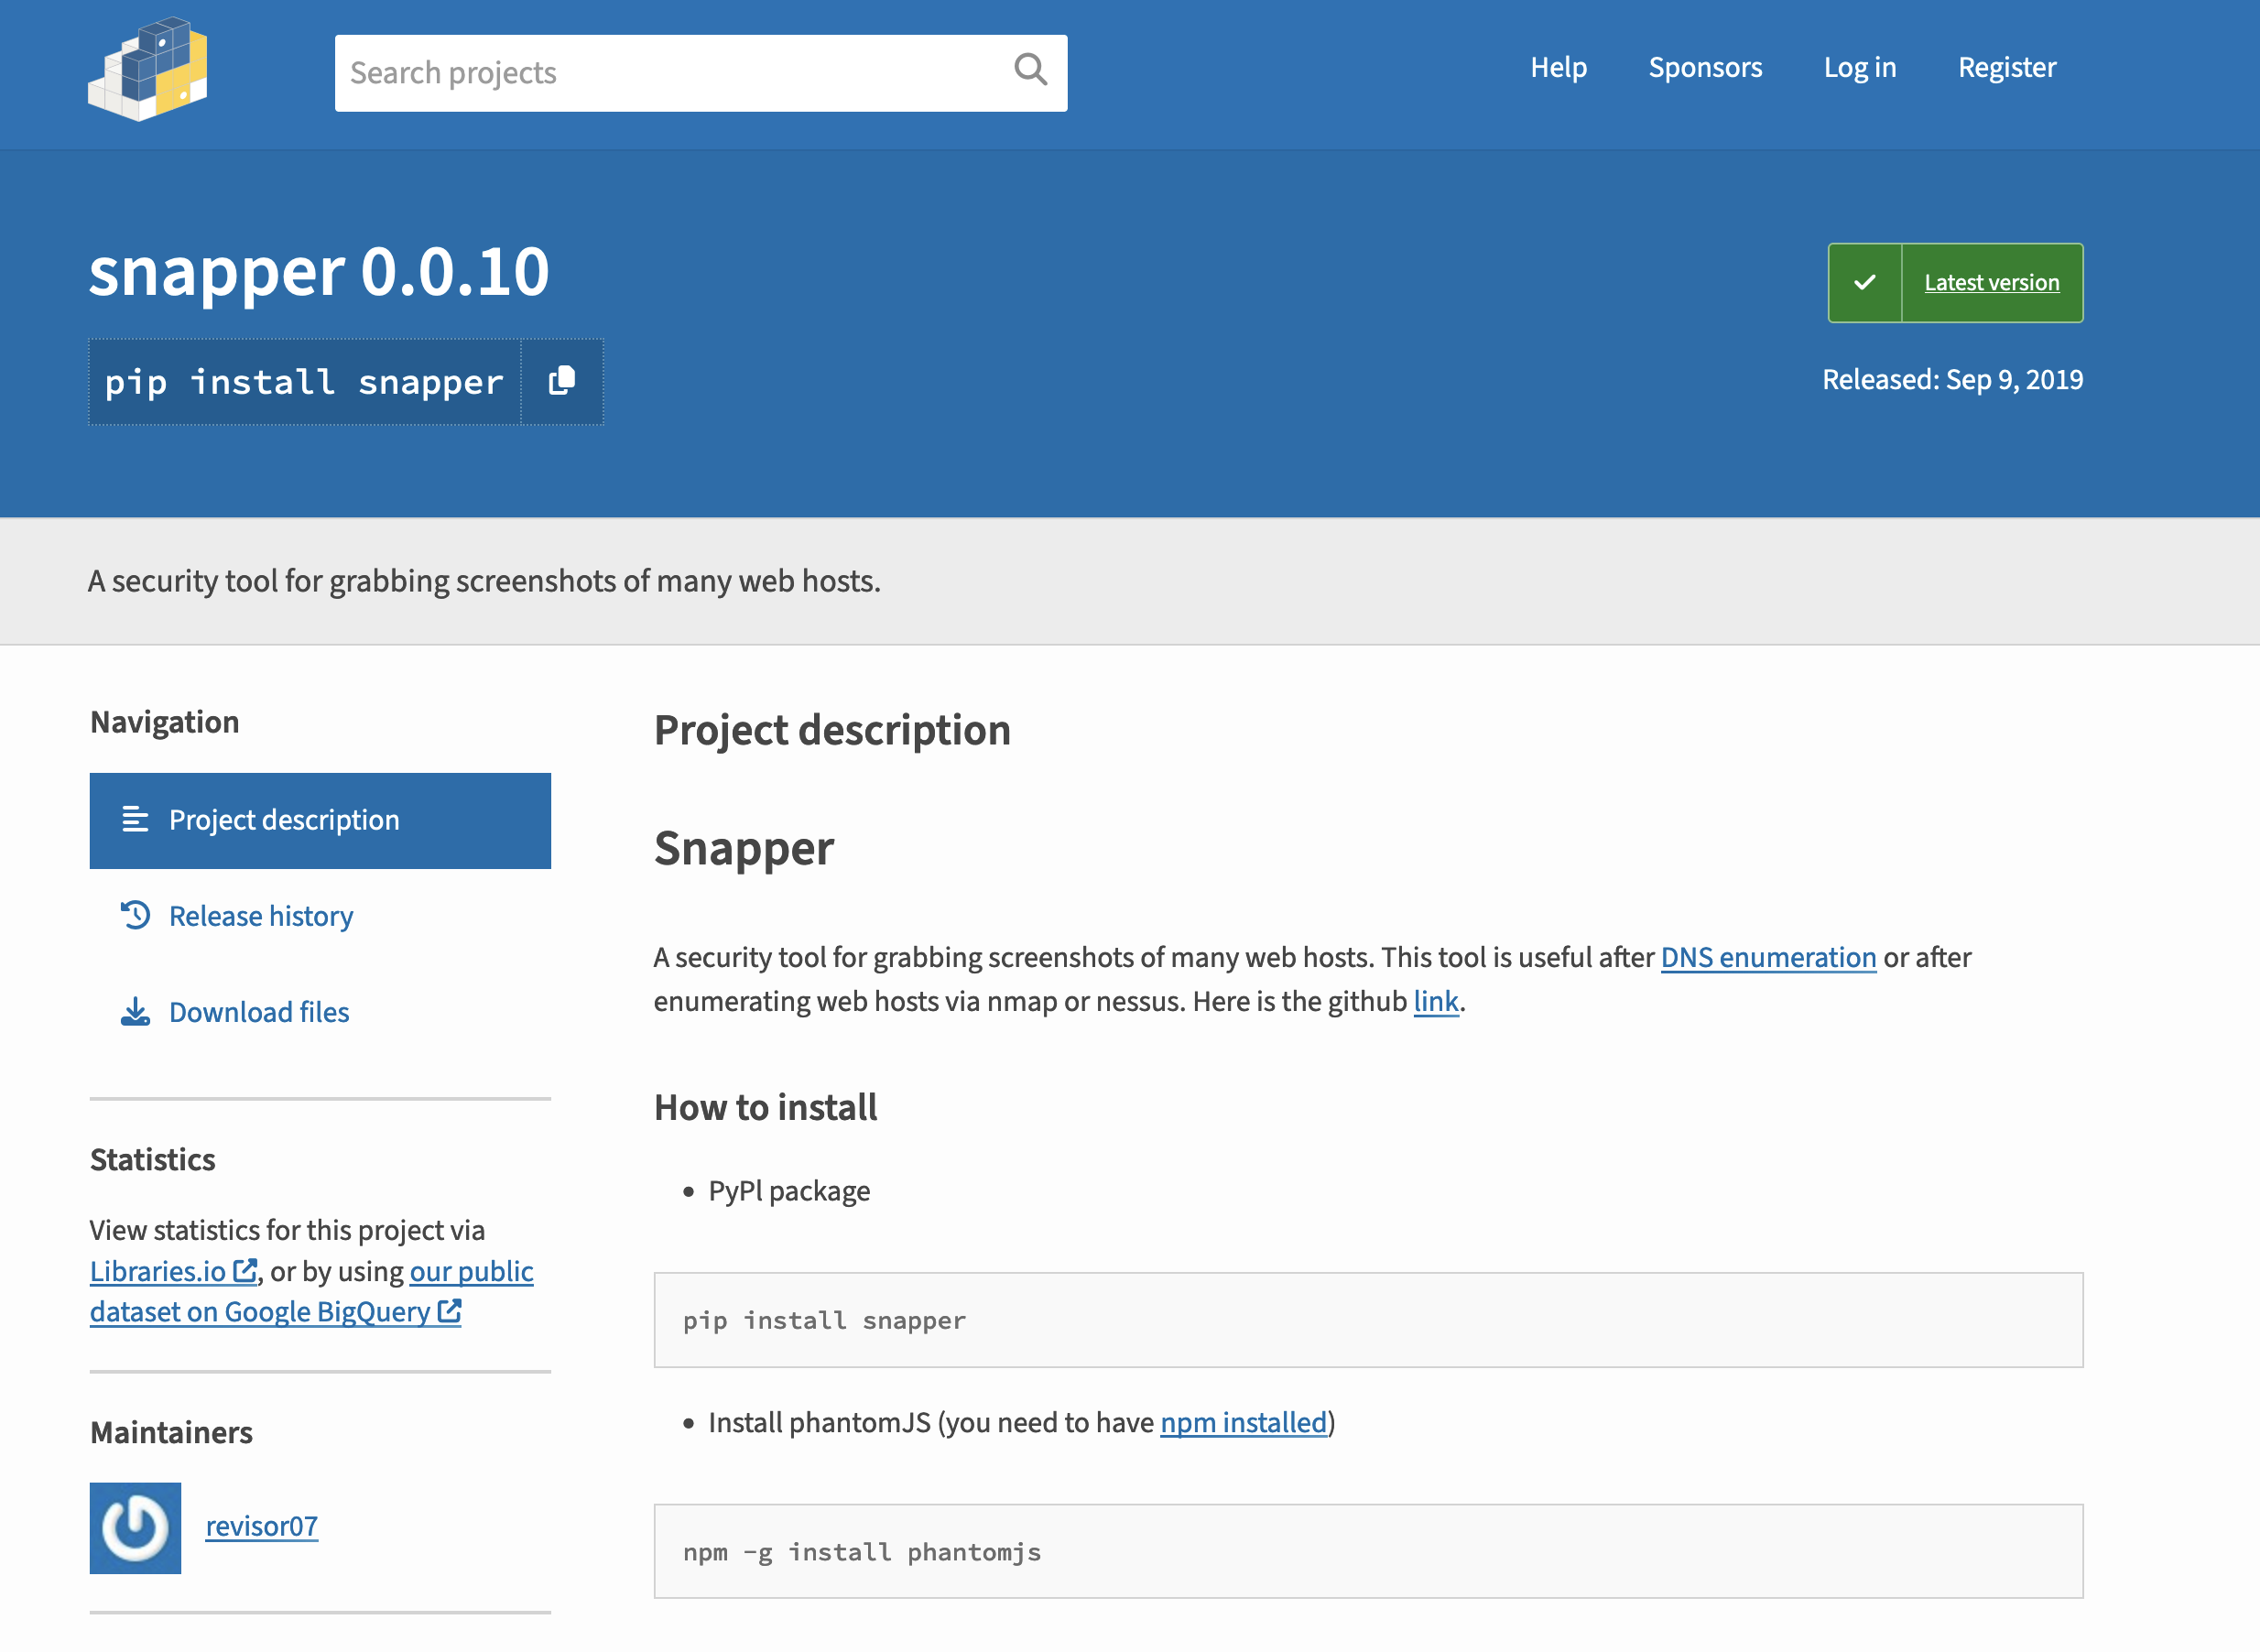 Search projects
Help
Sponsors
Log in
Register
snapper 0.0.10
pip install snapper
Latest version
Released: Sep 9, 2019
A security tool for grabbing screenshots of many web hosts.
Navigation
Project description
Release history
Download files
Statistics
View statistics for this project via
Libraries.io, or by using our public
dataset on Google BigQuery
Maintainers
revisor07
Project description
Snapper
A security tool for grabbing screenshots of many web hosts. This tool is useful after DNS enumeration or after
enumerating web hosts via nmap or nessus. Here is the github link.
How to install
• PyPl package
pip install snapper
• Install phantomJS (you need to have npm installed)
npm -g install phantomjs